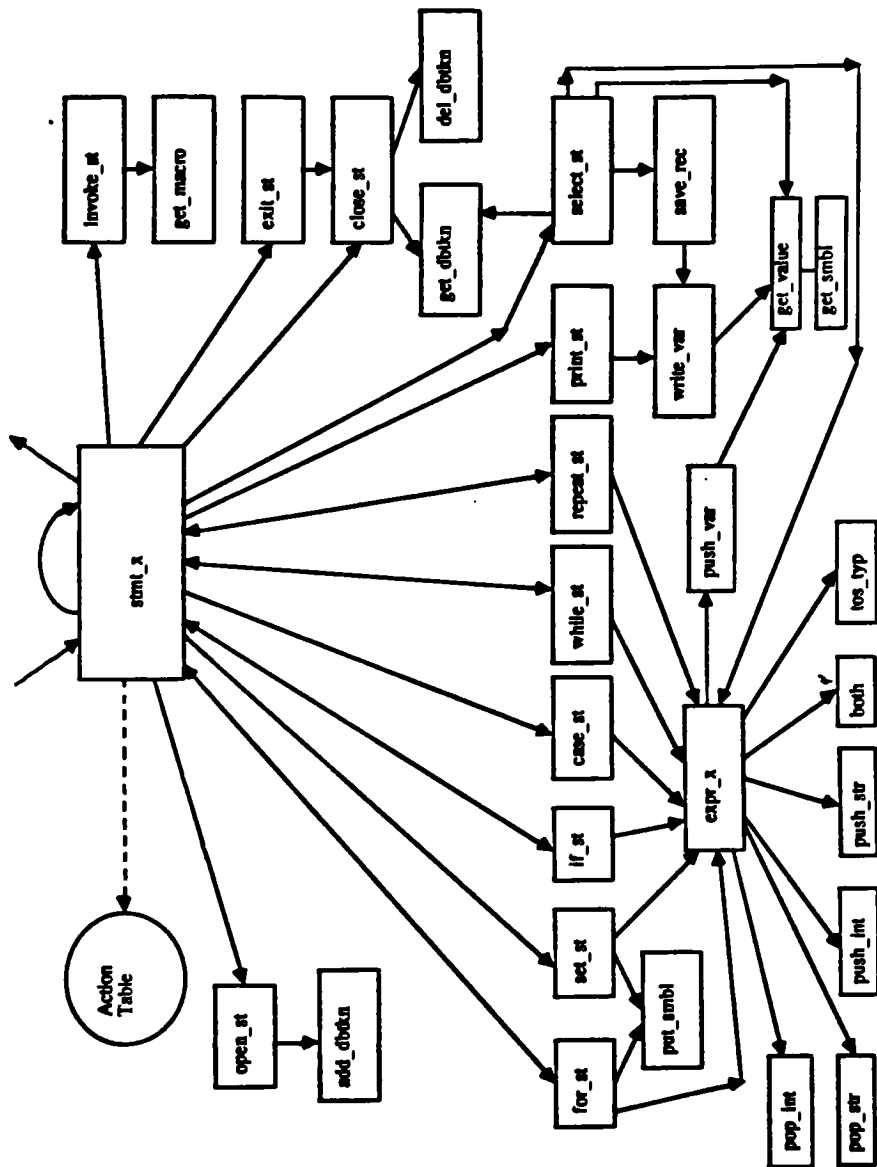 stmt_x
Action
Table
open_st
add_dbtkn
invoke_st
get_macro
exit_st
close_st
get_dbtkn
del_dbtkn
for_st
set_st
if_st
case_st
while_st
repeat_st
print_st
select_st
put_smbl
write_var
save_rec
expr_x
push_var
get_value
get_smbl
pop_int
pop_str
push_int
push_str
both
tos_typ